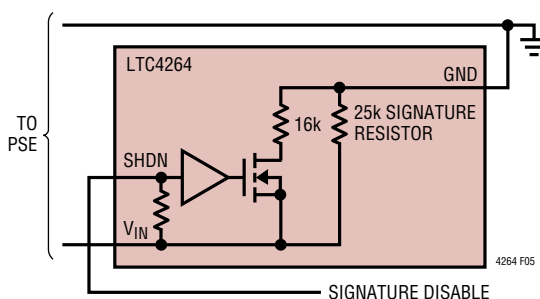 LTC4264
GND
TO
PSE
16k
25k SIGNATURE
RESISTOR
SHDN
VIN
4264 F05
SIGNATURE DISABLE